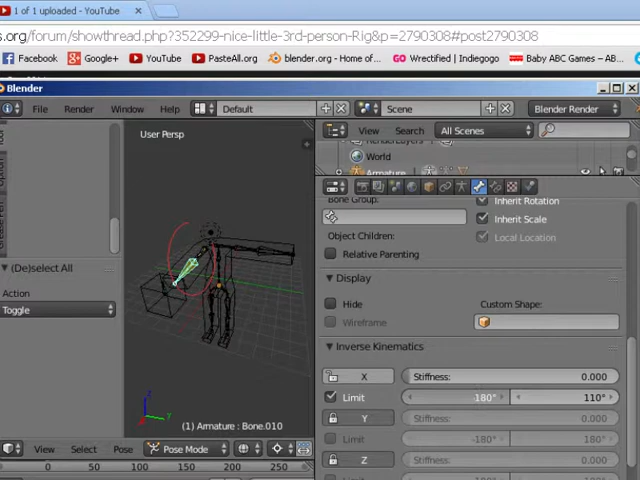 1 of 1 uploaded - YouTube
s.org/forum/showthread.php?352299-nice-little-3rd-person-Rig&p=2790308#post2790308
Facebook Google+ YouTube PasteAll.org blender.org - Home of... Wrectified | Indiegogo Baby ABC Games – AB...
Blender
File Render Window Help Default Scene Blender Render
View Search All Scenes
RenderLayers
World
Armature
User Persp
Bone Group:
Inherit Rotation
Inherit Scale
Object Children:
Local Location
Relative Parenting
(De)select All
Action
Toggle
Display
Hide
Custom Shape:
Wireframe
Inverse Kinematics
X Stiffness: 0.000
Limit -180° 110°
Y Stiffness: 0.000
Limit -180° 180°
Z Stiffness: 0.000
(1) Armature : Bone.010
View Select Pose Pose Mode
0 50 100 150 200